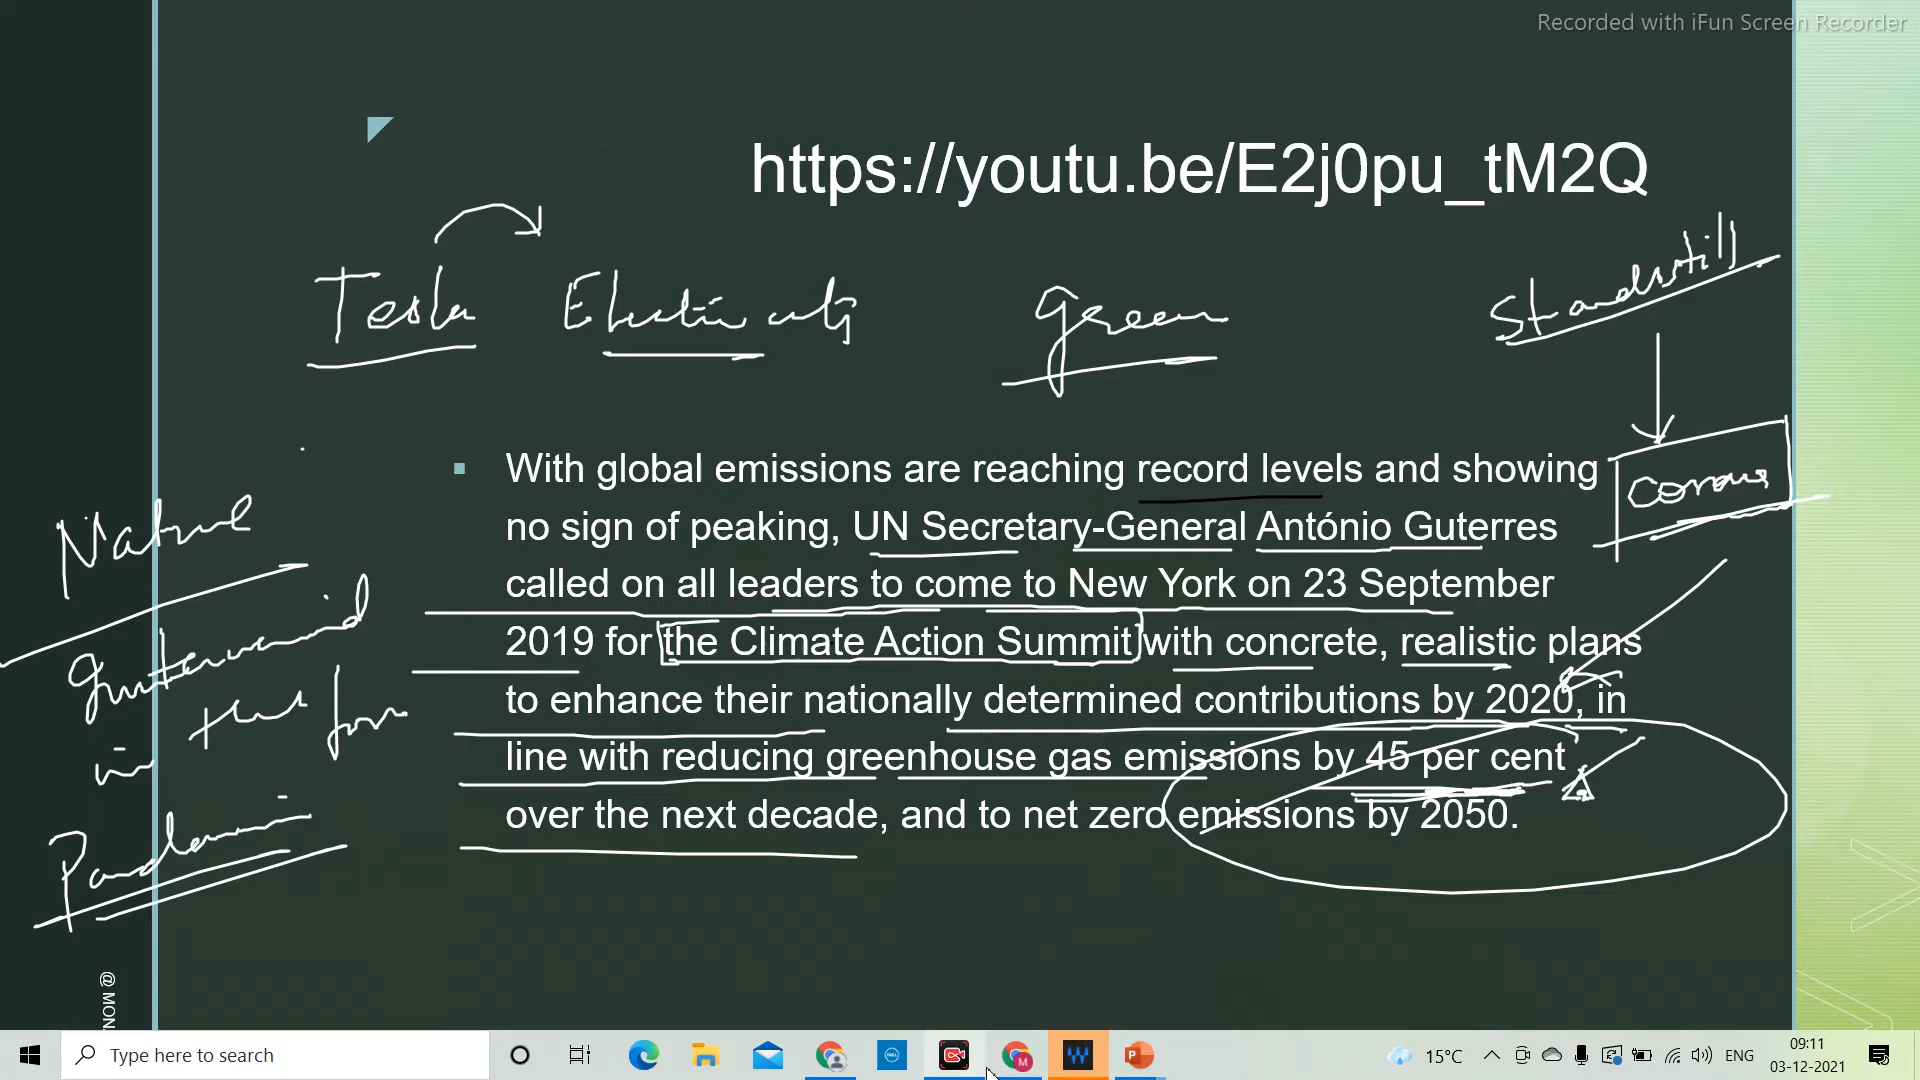 Recorded with iFun Screen Recorder
https://youtu.be/E2j0pu_tM2Q
Standstill
Tesla Electricity green
With global emissions are reaching record levels and showing
no sign of peaking, UN Secretary-General António Guterres
called on all leaders to come to New York on 23 September
2019 for the Climate Action Summit with concrete, realistic plans
to enhance their nationally determined contributions by 2020, in
line with reducing greenhouse gas emissions by 45 per cent
over the next decade, and to net zero emissions by 2050.
Nature
in the form
Pandemic
@ MON
Type here to search
15°C
ENG
09:11
03-12-2021